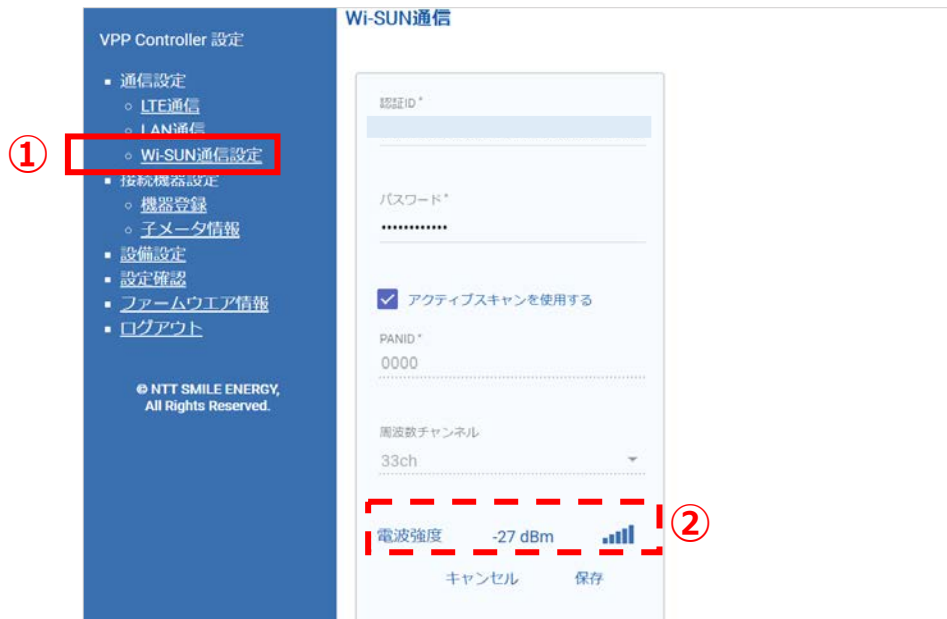 Wi-SUN通信
VPP Controller 設定
通信設定
LTE通信
LAN通信
①
Wi-SUN通信設定
接続機器設定
機器登録
子メータ情報
設備設定
設定確認
ファームウエア情報
ログアウト
© NTT SMILE ENERGY,
All Rights Reserved.
認証ID*
パスワード*
••••••••••••
アクティブスキャンを使用する
PANID*
0000
周波数チャンネル
33ch
電波強度 -27 dBm
②
キャンセル 保存